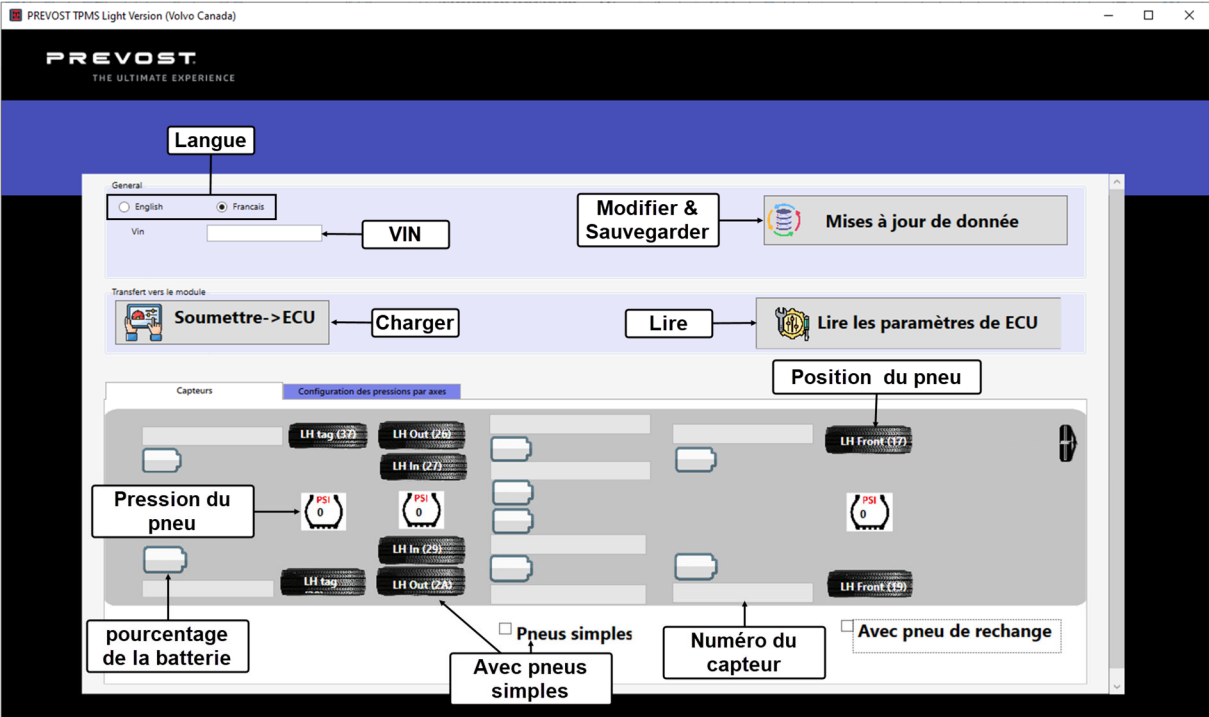 PREVOST TPMS Light Version (Volvo Canada)
PREVOST
THE ULTIMATE EXPERIENCE
Langue
General
English
Francais
Vin
VIN
Modifier &
Sauvegarder
Mises à jour de donnée
Transfert vers le module
Soumettre->ECU
Charger
Lire
Lire les paramètres de ECU
Position du pneu
Capteurs
Configuration des pressions par axes
LH tag (37)
LH Out (26)
LH Front (17)
LH In (27)
Pression du
pneu
PSI
0
PSI
0
PSI
0
LH In (29)
LH tag
LH Out (2A)
LH Front (19)
pourcentage
de la batterie
Pneus simples
Avec pneus
simples
Numéro du
capteur
Avec pneu de rechange